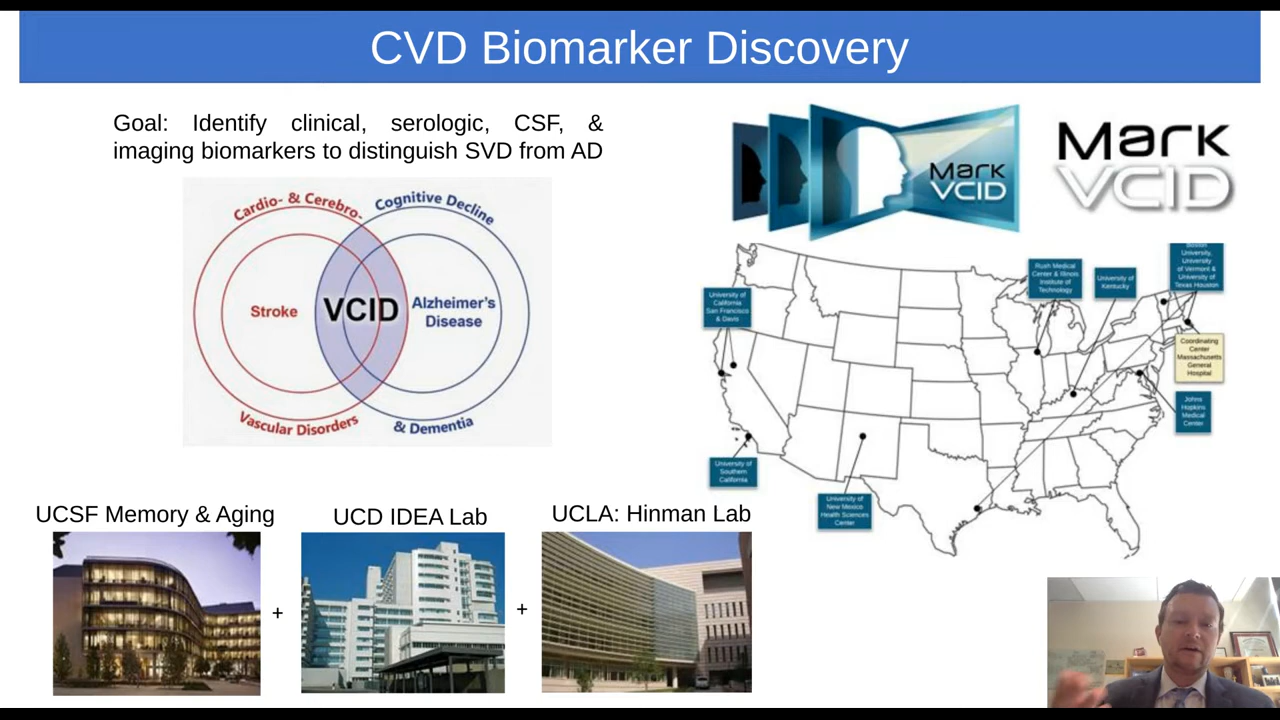 CVD Biomarker Discovery
Goal: Identify clinical, serologic, CSF, &
imaging biomarkers to distinguish SVD from AD
Cardio- & Cerebro-
Cognitive Decline
Stroke
VCID
Alzheimer's
Disease
Vascular Disorders
& Dementia
Mark
VCID
Mark
VCID
Boston
University,
University
of Vermont &
University of
Texas Houston
Rush Medical
Center & Illinois
Institute of
Technology
University of
Kentucky
University of
California
San Francisco
& Davis
Coordinating
Center
Massachusetts
General
Hospital
Johns
Hopkins
Medical
Center
University of
Southern
California
University of
New Mexico
Health Sciences
Center
UCSF Memory & Aging
UCD IDEA Lab
UCLA: Hinman Lab
+
+